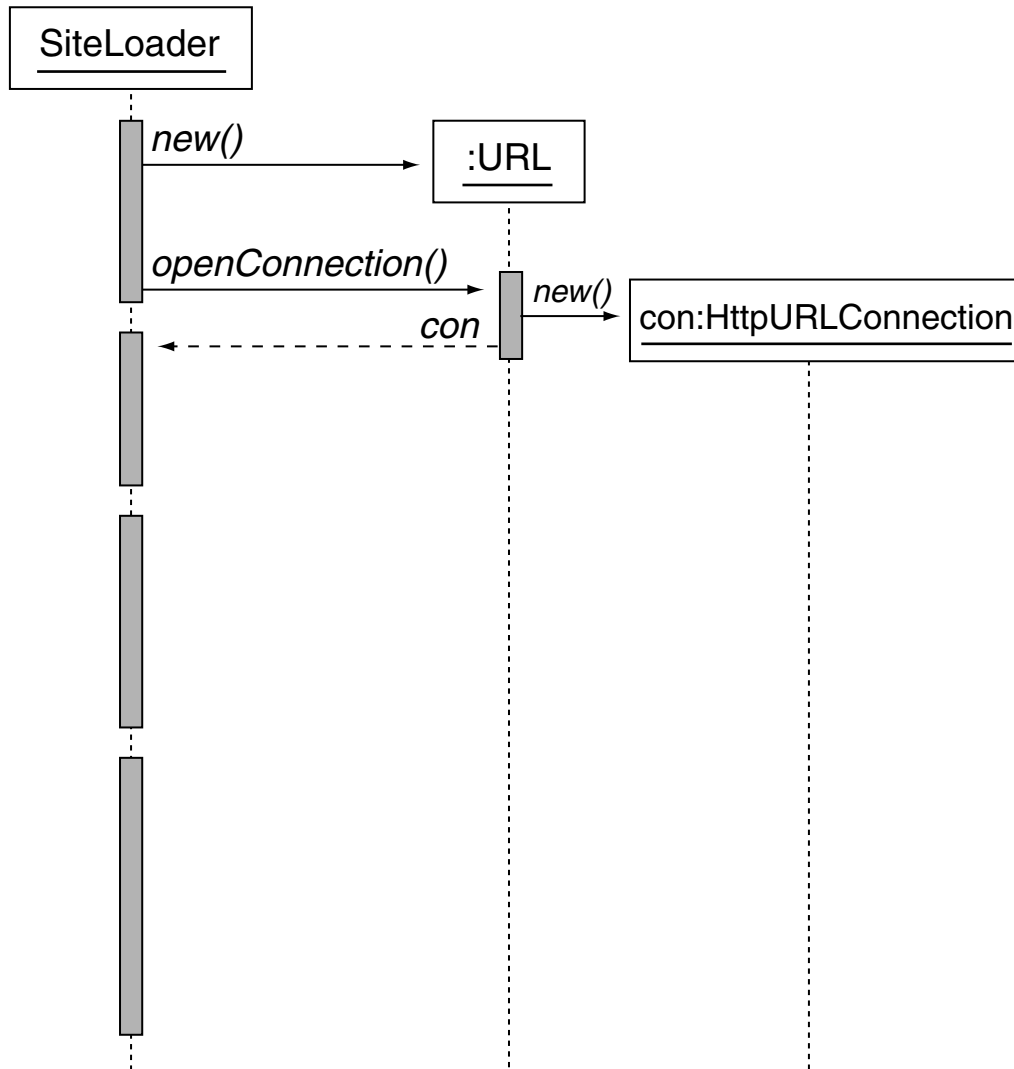 SiteLoader
new()
:URL
openConnection()
new()
con:HttpURLConnection
con